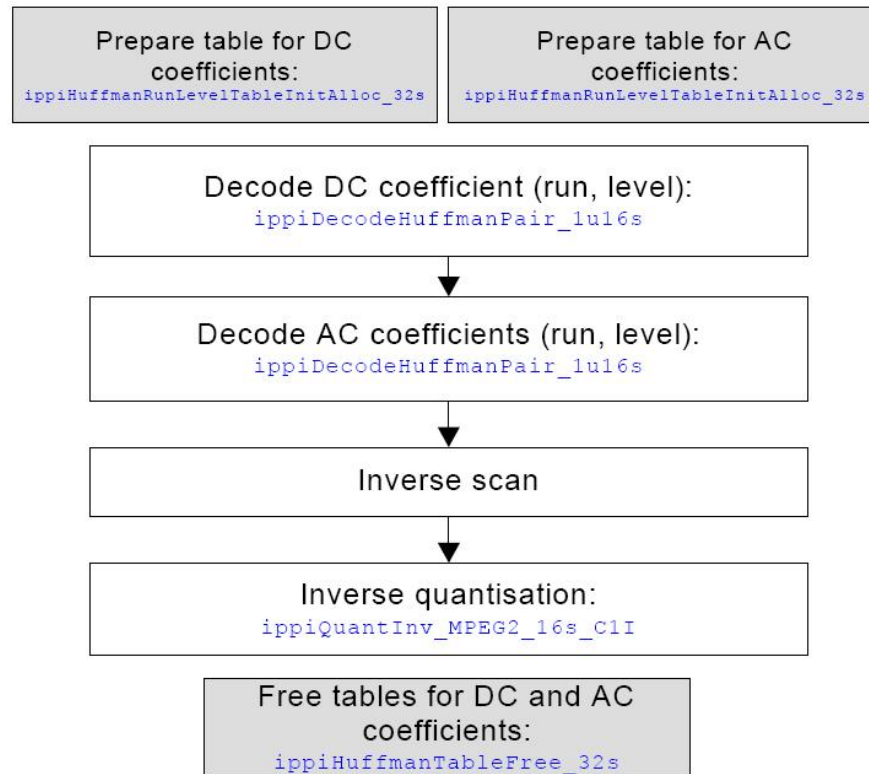 Prepare table for DC
coefficients:
ippiHuffmanRunLevelTableInitAlloc_32s
Prepare table for AC
coefficients:
ippiHuffmanRunLevelTableInitAlloc_32s
Decode DC coefficient (run, level):
ippiDecodeHuffmanPair_1u16s
Decode AC coefficients (run, level):
ippiDecodeHuffmanPair_1u16s
Inverse scan
Inverse quantisation:
ippiQuantInv_MPEG2_16s_C1I
Free tables for DC and AC
coefficients:
ippiHuffmanTableFree_32s